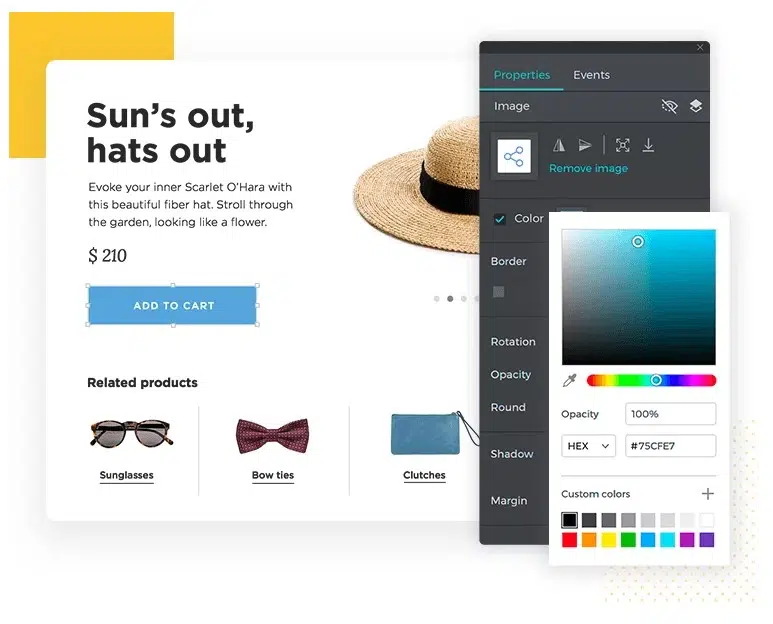 Sun’s out,
hats out
Evoke your inner Scarlet O’Hara with
this beautiful fiber hat. Stroll through
the garden, looking like a flower.
$ 210
ADD TO CART
Related products
Sunglasses
Bow ties
Clutches
Properties
Events
Image
Remove image
Color
Border
Rotation
Opacity
Round
Shadow
Margin
Opacity
100%
HEX
#75CFE7
Custom colors